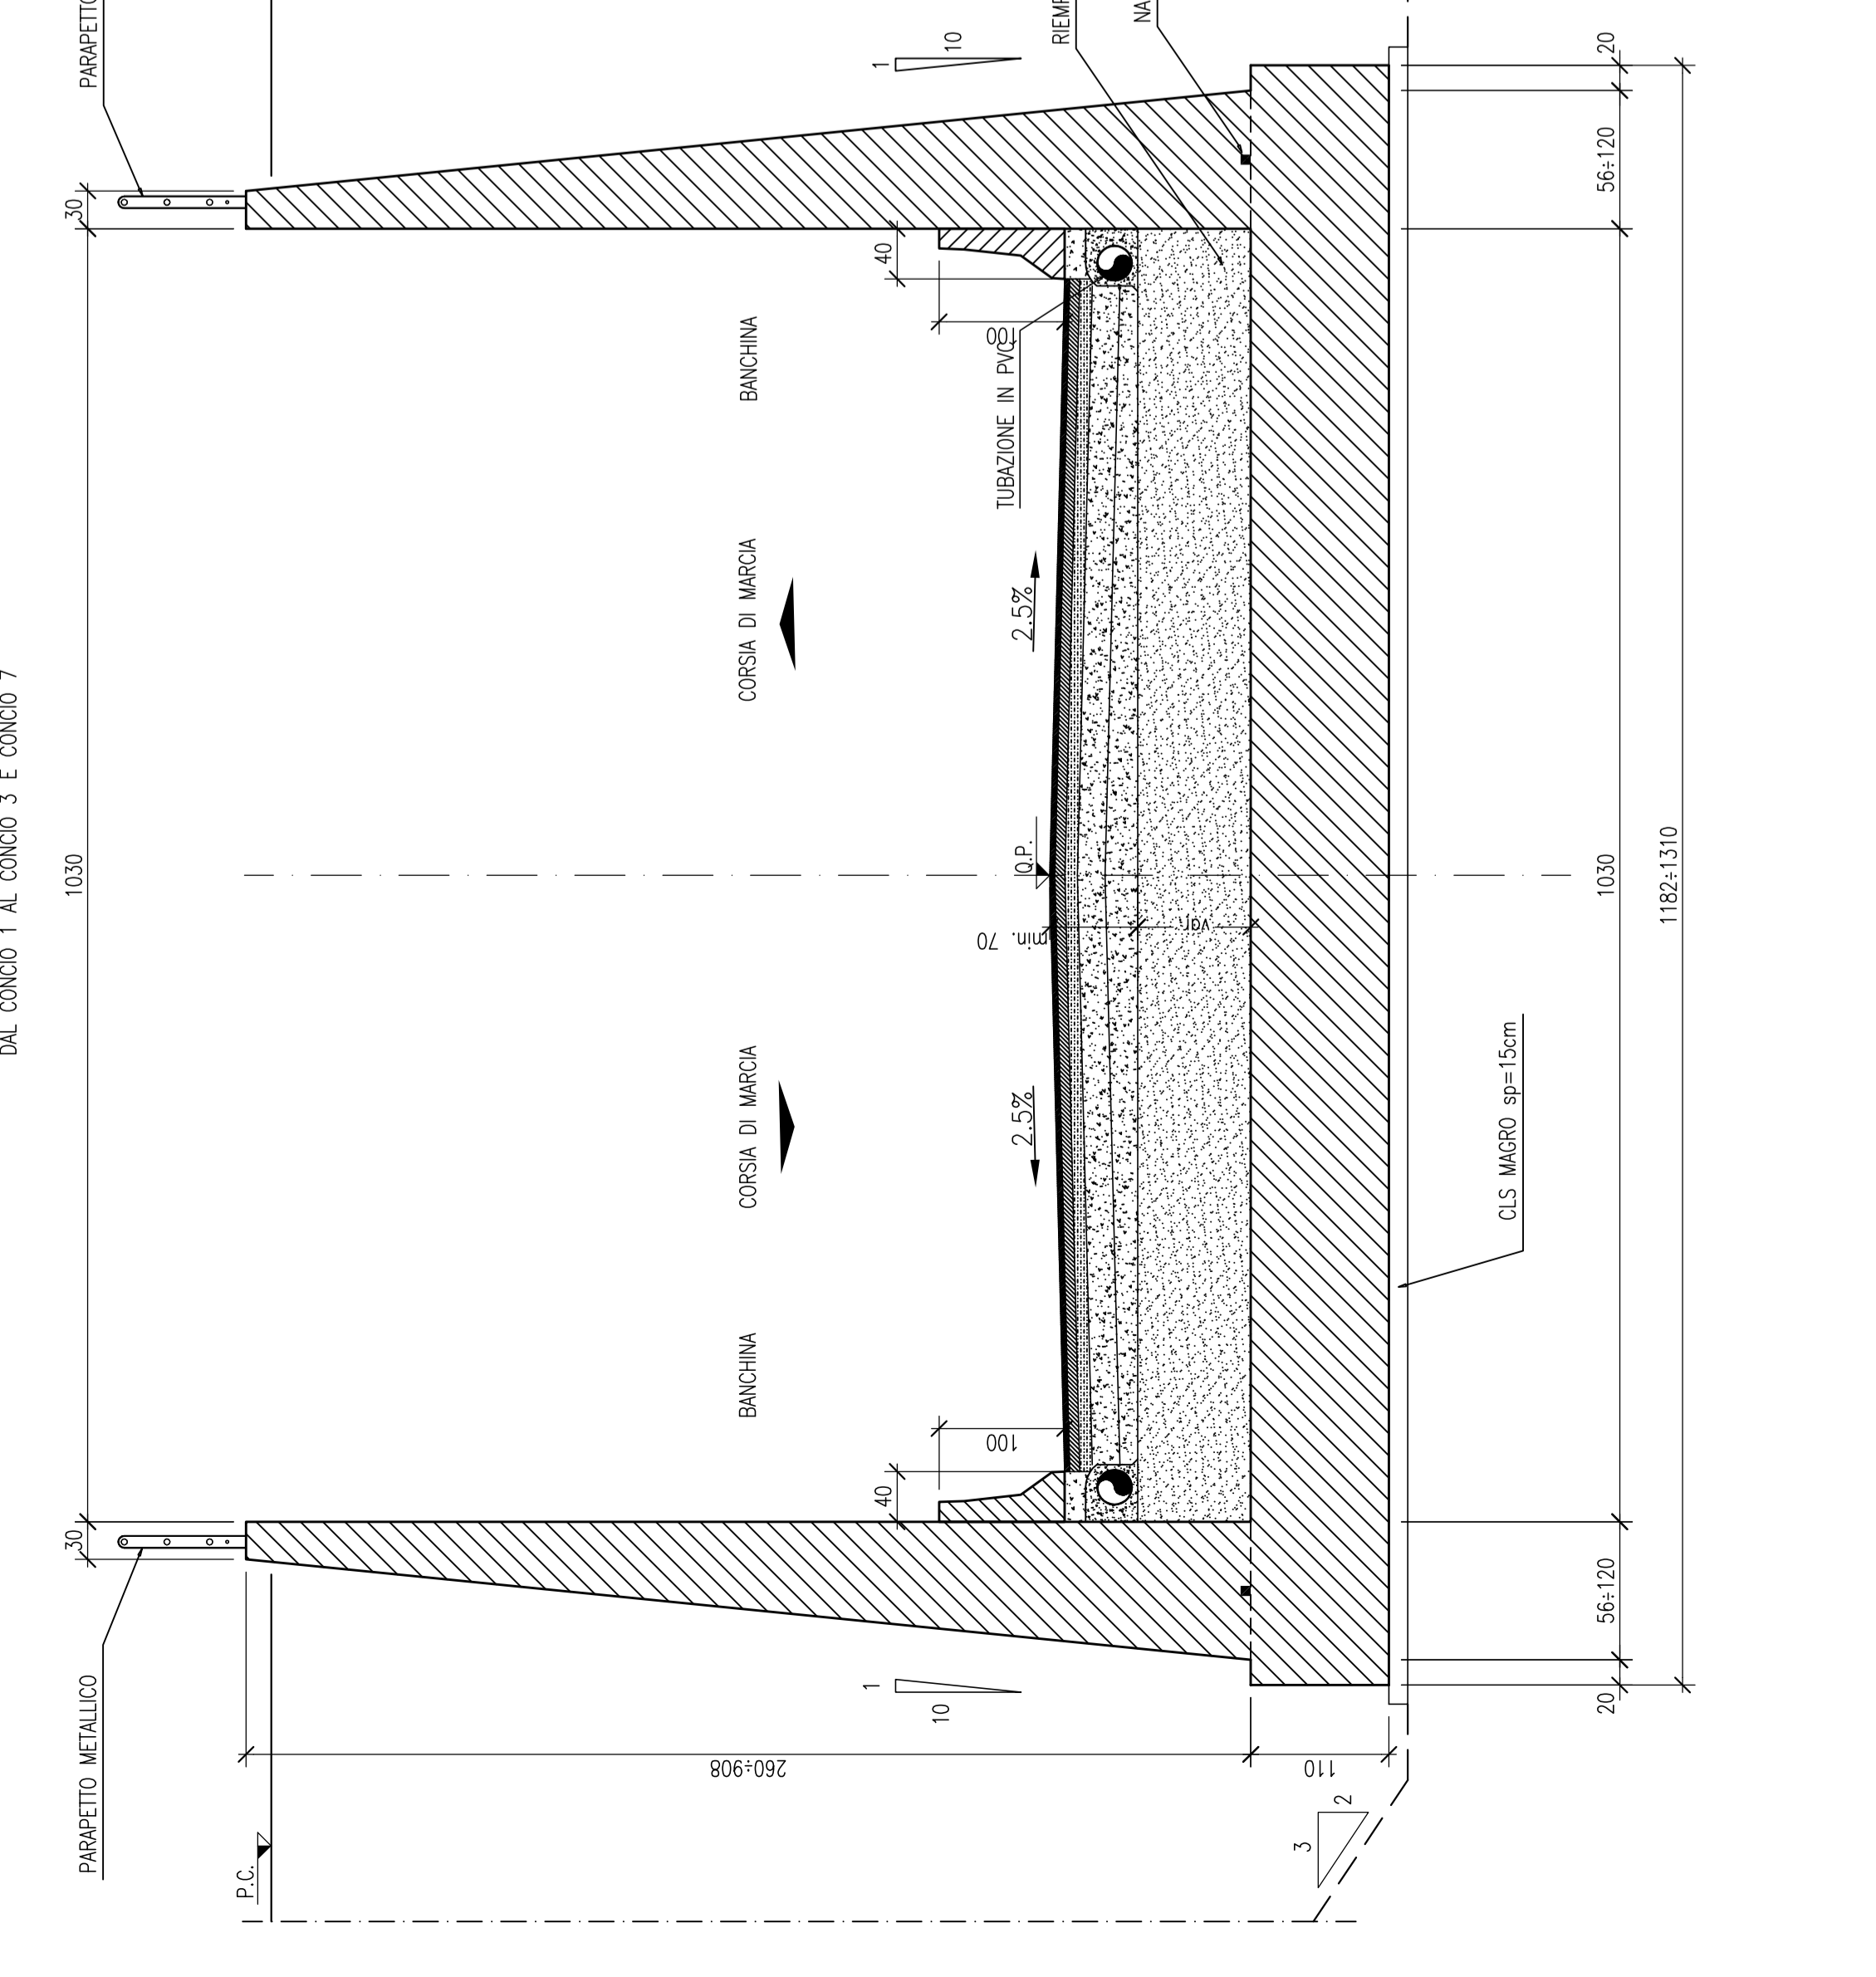 DAL CONCIO 1 AL CONCIO 3 E CONCIO 7
30
1030
30
PARAPETTO METALLICO
PARAPETTO
P.C.
BANCHINA
CORSIA DI MARCIA
CORSIA DI MARCIA
BANCHINA
1
10
1
10
40
40
100
100
2.5%
2.5%
Q.P.
min. 70
var.
TUBAZIONE IN PVC
260÷908
110
3
2
CLS MAGRO sp=15cm
20
56÷120
1030
56÷120
20
1182÷1310